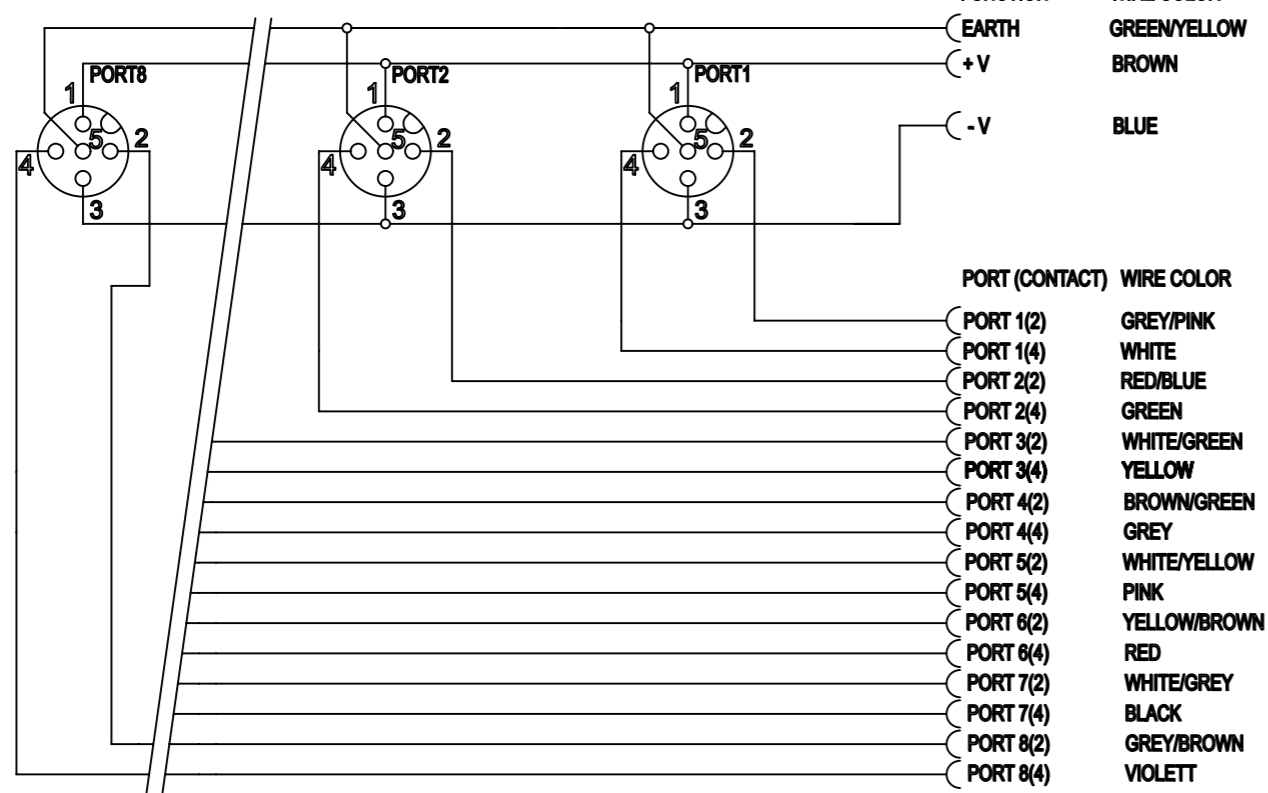 EARTH GREEN/YELLOW
+ V BROWN
PORT8 PORT2 PORT1
1 1 1
- V BLUE
5 2 5 2 5 2
4 4 4
3 3 3
PORT (CONTACT) WIRE COLOR
PORT 1(2) GREY/PINK
PORT 1(4) WHITE
PORT 2(2) RED/BLUE
PORT 2(4) GREEN
PORT 3(2) WHITE/GREEN
PORT 3(4) YELLOW
PORT 4(2) BROWN/GREEN
PORT 4(4) GREY
PORT 5(2) WHITE/YELLOW
PORT 5(4) PINK
PORT 6(2) YELLOW/BROWN
PORT 6(4) RED
PORT 7(2) WHITE/GREY
PORT 7(4) BLACK
PORT 8(2) GREY/BROWN
PORT 8(4) VIOLETT